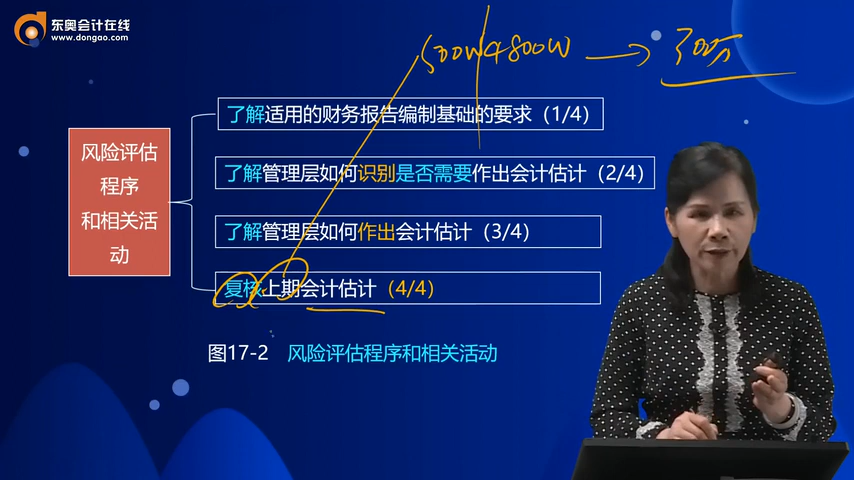 东奥会计在线
www.dongao.com
500W 4800W → 300万
了解适用的财务报告编制基础的要求（1/4）
风险评估
程序
和相关活
动
了解管理层如何识别是否需要作出会计估计（2/4）
了解管理层如何作出会计估计（3/4）
复核上期会计估计（4/4）
图17-2 风险评估程序和相关活动